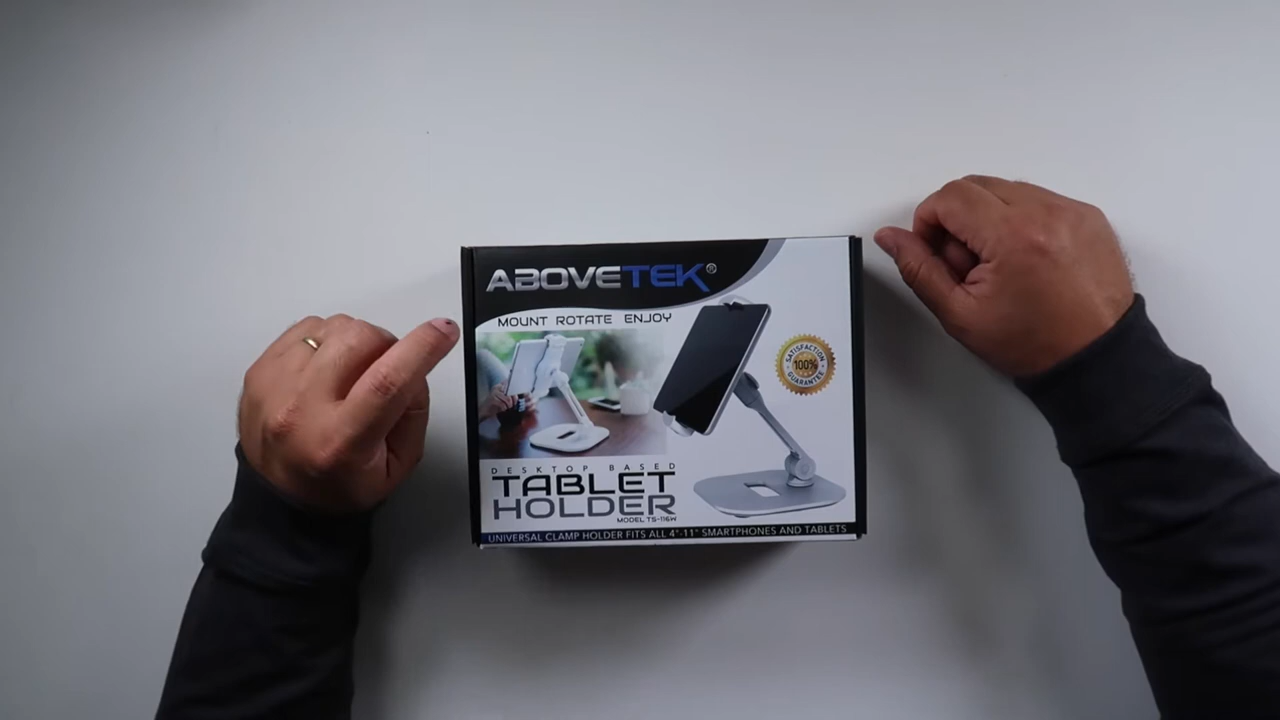 ABOVETEK®
MOUNT ROTATE ENJOY
SATISFACTION
100%
GUARANTEE
DESKTOP BASED
TABLET
HOLDER
MODEL TS-116W
UNIVERSAL CLAMP HOLDER FITS ALL 4"-11" SMARTPHONES AND TABLETS